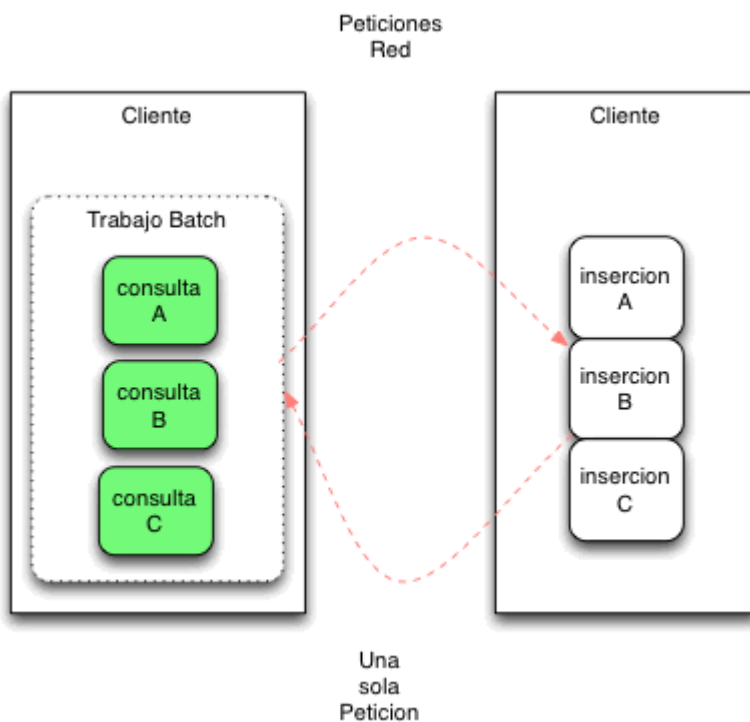 Peticiones
Red
Cliente
Trabajo Batch
consulta
A
consulta
B
consulta
C
Cliente
insercion
A
insercion
B
insercion
C
Una
sola
Peticion